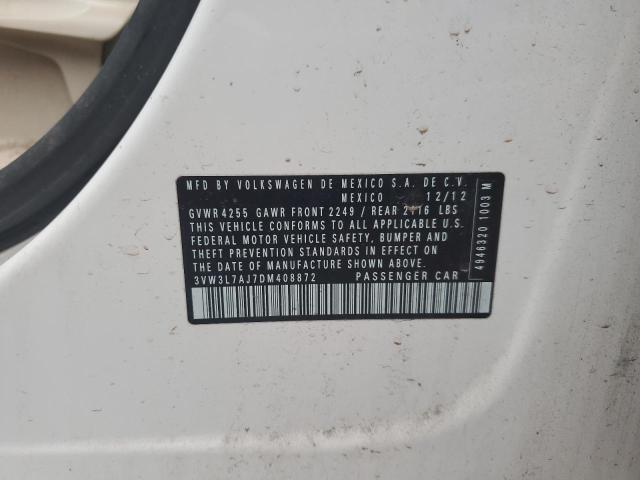 MFD BY VOLKSWAGEN DE MEXICO S.A. DE C.V.
MEXICO 12/12
GVWR 4255 GAWR FRONT 2249 / REAR 2116 LBS
THIS VEHICLE CONFORMS TO ALL APPLICABLE U.S.
FEDERAL MOTOR VEHICLE SAFETY, BUMPER AND
THEFT PREVENTION STANDARDS IN EFFECT ON
THE DATE OF MANUFACTURE SHOWN ABOVE
3VW3L7AJ7DM408872 PASSENGER CAR
4946320 1003 M